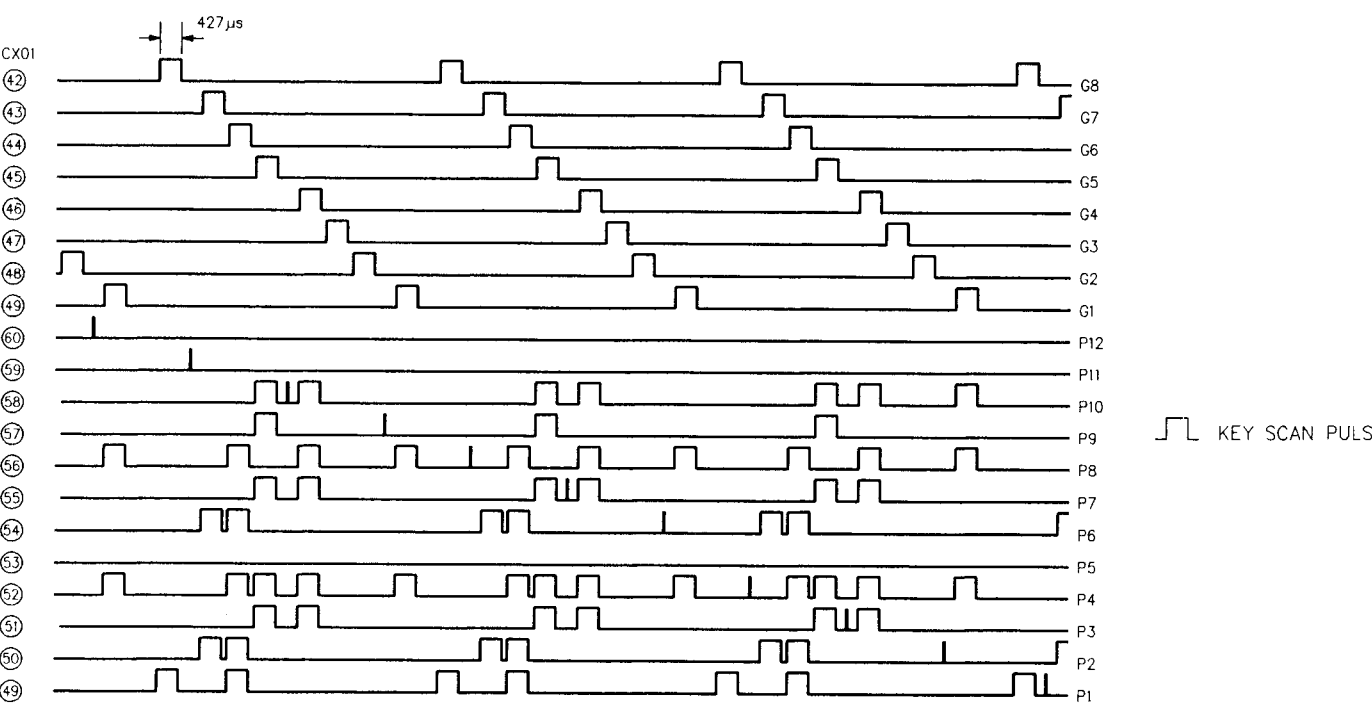 427µs
CX01
42 G8
43 G7
44 G6
45 G5
46 G4
47 G3
48 G2
49 G1
60 P12
59 P11
58 P10
57 P9
56 P8
55 P7
54 P6
53 P5
52 P4
51 P3
50 P2
49 P1
KEY SCAN PULS